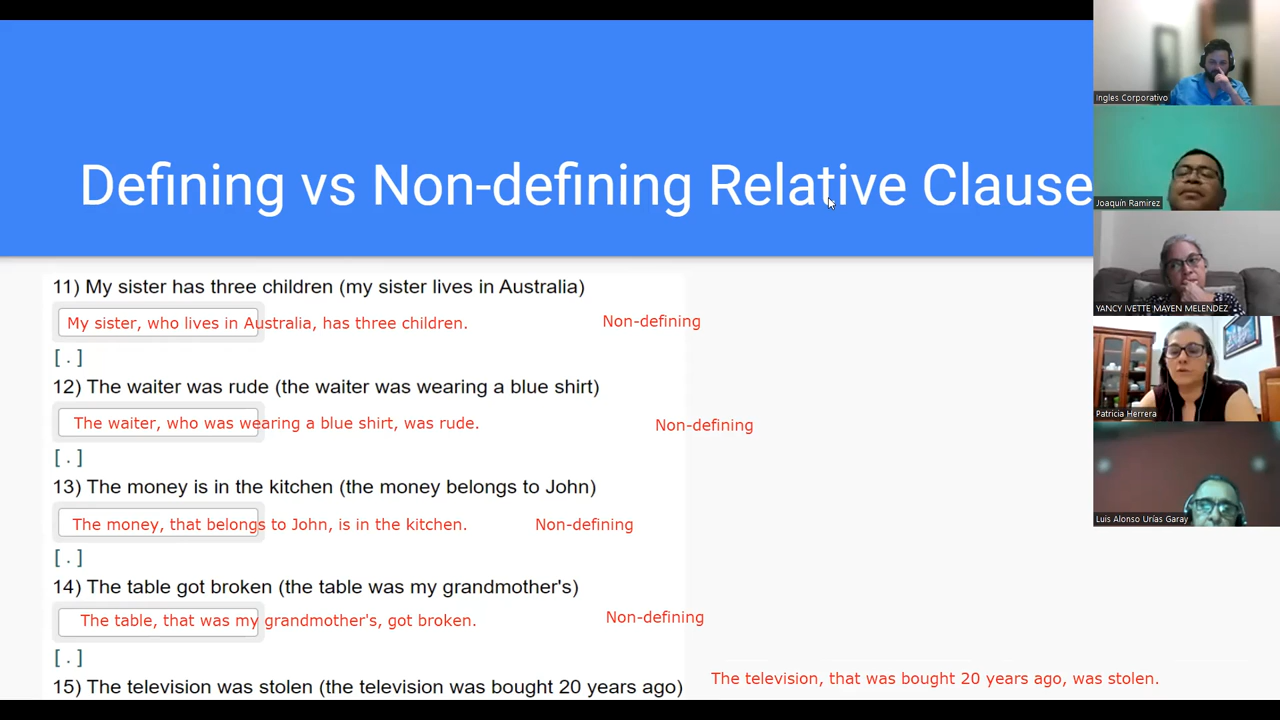 Defining vs Non-defining Relative Clause
11) My sister has three children (my sister lives in Australia)
My sister, who lives in Australia, has three children. Non-defining
[ . ]
12) The waiter was rude (the waiter was wearing a blue shirt)
The waiter, who was wearing a blue shirt, was rude. Non-defining
[ . ]
13) The money is in the kitchen (the money belongs to John)
The money, that belongs to John, is in the kitchen. Non-defining
[ . ]
14) The table got broken (the table was my grandmother's)
The table, that was my grandmother's, got broken. Non-defining
[ . ]
15) The television was stolen (the television was bought 20 years ago)
The television, that was bought 20 years ago, was stolen.
Ingles Corporativo
Joaquín Ramirez
YANCY IVETTE MAYEN MELENDEZ
Patricia Herrera
Luis Alonso Urías Garay